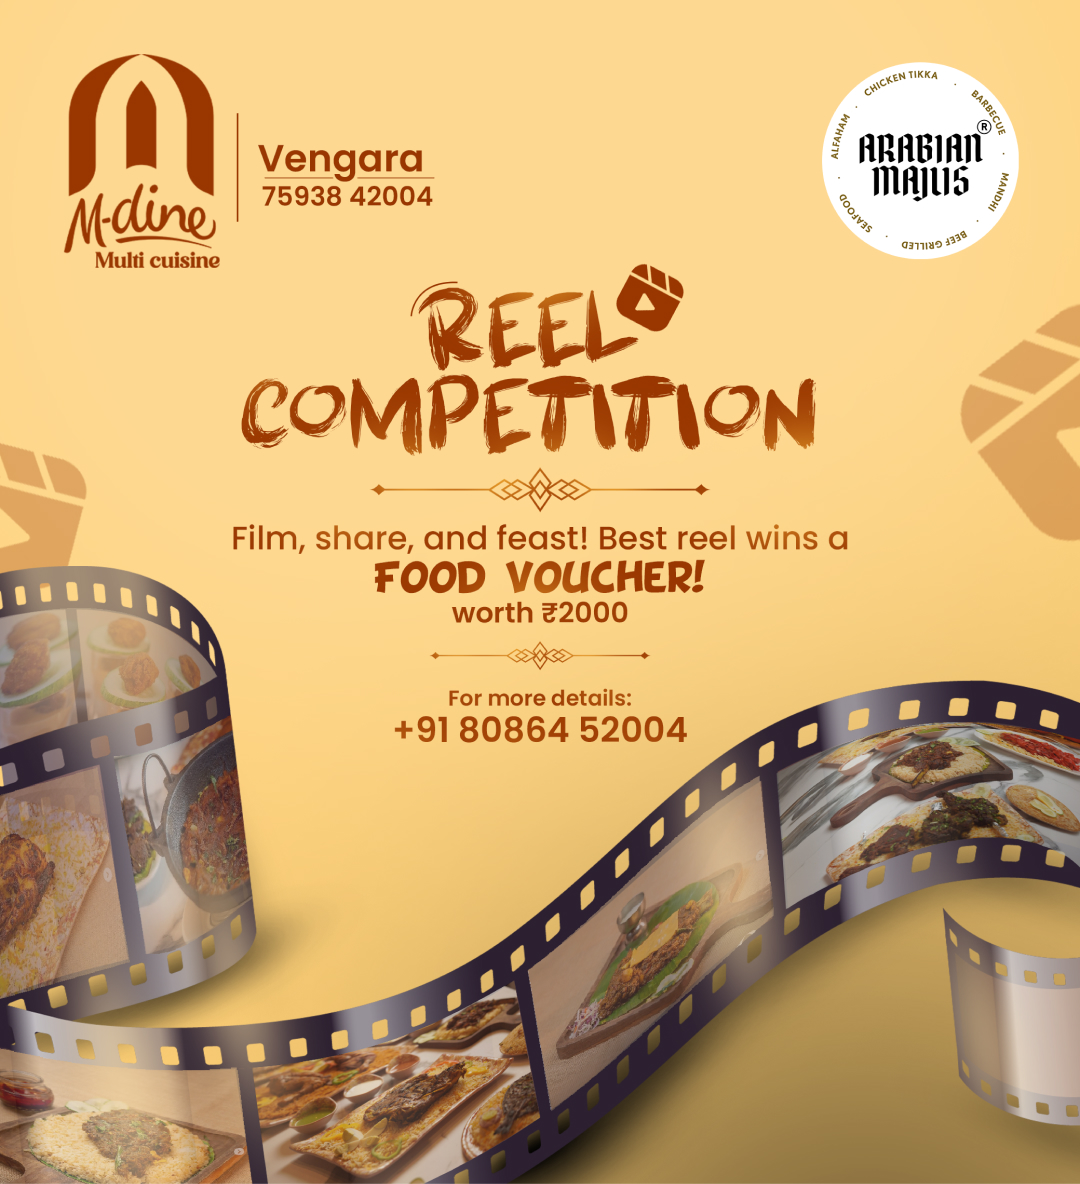 M-dine
Multi cuisine
Vengara
75938 42004
CHICKEN TIKKA · BARBECUE · MANDHI · BEEF GRILLED · SEAFOOD · ALFAHAM ·
ARABIAN ®
MAJLIS
REEL
COMPETITION
Film, share, and feast! Best reel wins a
FOOD VOUCHER!
worth ₹2000
For more details:
+91 80864 52004